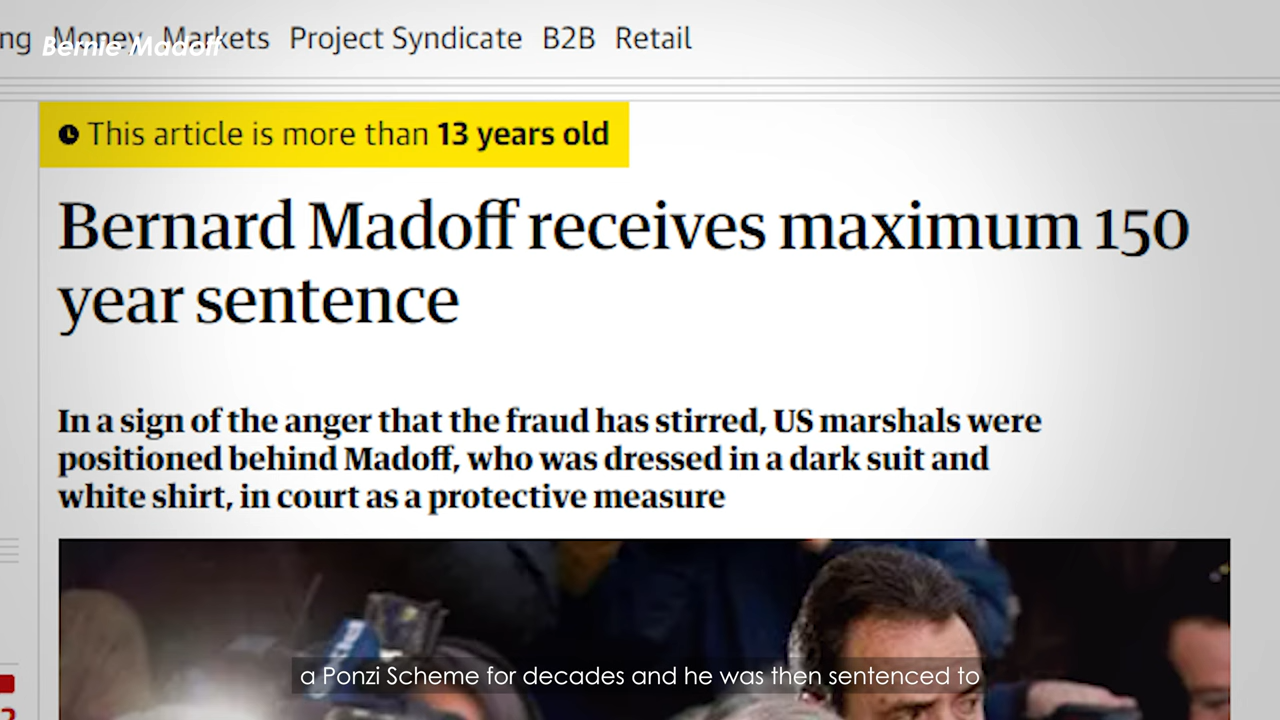 ng Money Markets Project Syndicate B2B Retail
Bernie Madoff
This article is more than 13 years old
Bernard Madoff receives maximum 150
year sentence
In a sign of the anger that the fraud has stirred, US marshals were
positioned behind Madoff, who was dressed in a dark suit and
white shirt, in court as a protective measure
a Ponzi Scheme for decades and he was then sentenced to